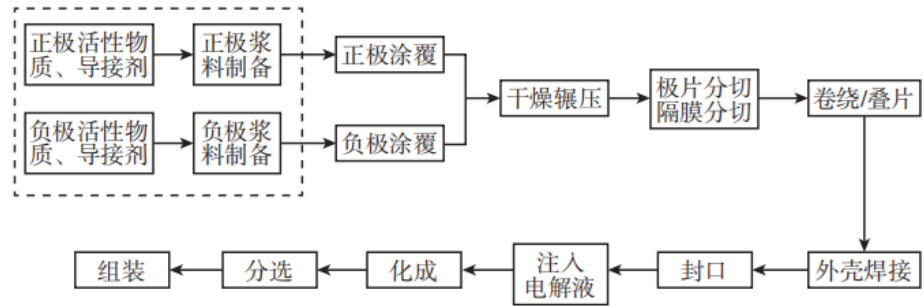 正极活性物
质、导接剂
正极浆
料制备
正极涂覆
负极活性物
质、导接剂
负极浆
料制备
负极涂覆
干燥辗压
极片分切
隔膜分切
卷绕/叠片
外壳焊接
封口
注入
电解液
化成
分选
组装